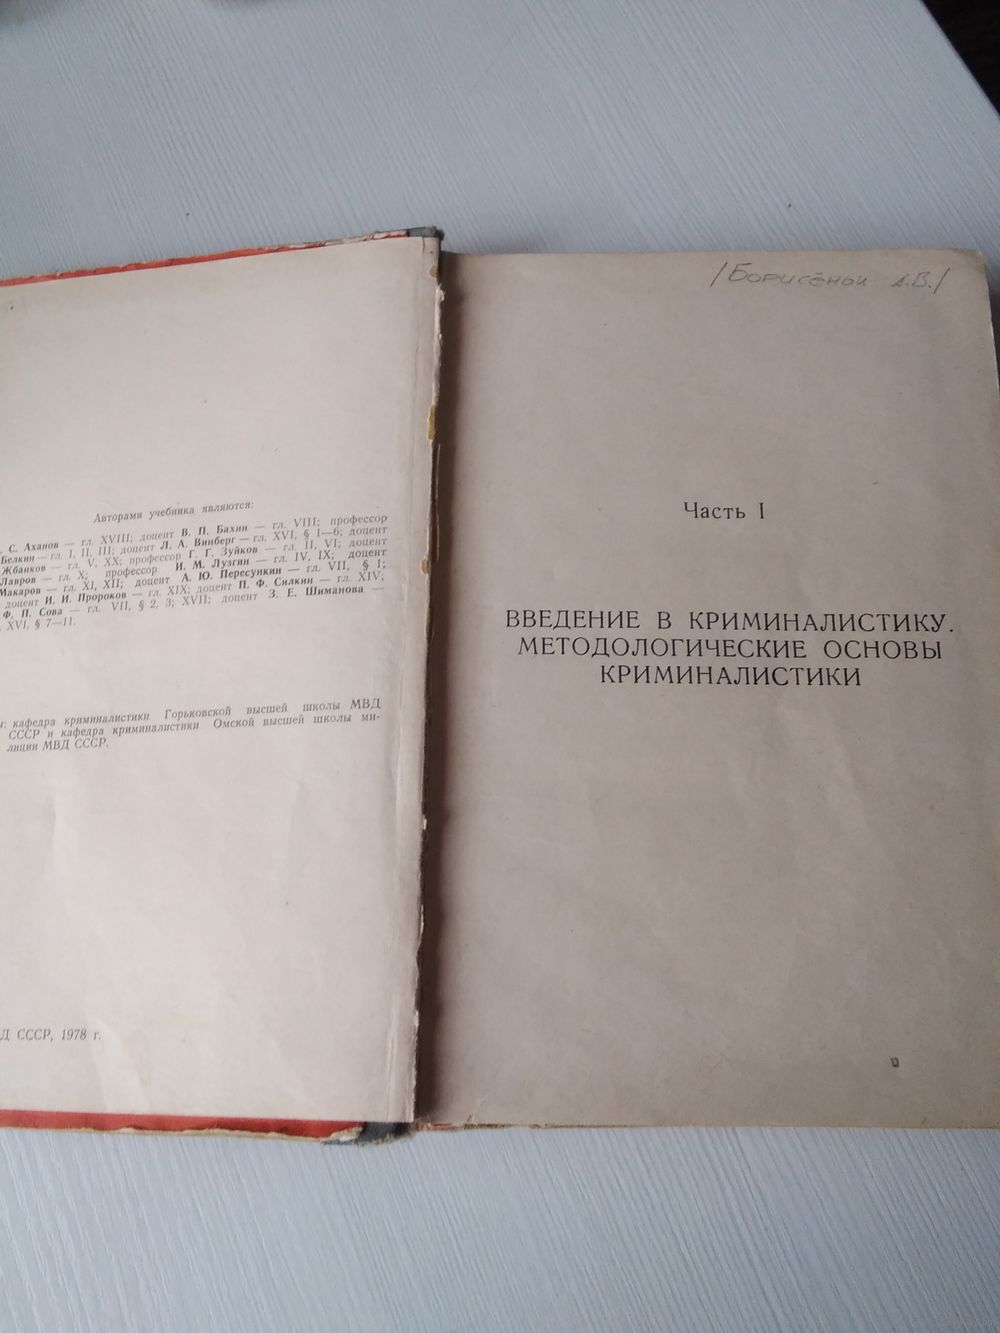 Авторами учебника являются:
С. Аханов — гл. XVIII; доцент В. П. Бахин — гл. VIII; профессор
Белкин — гл. I, II, III; доцент Л. А. Винберг — гл. XVI, § 1—6; доцент
Жбанков — гл. V, XX; профессор Г. Г. Зуйков — гл. II, VI; доцент
Лавров — гл. X; профессор И. М. Лузгин — гл. IV, IX; доцент
Макаров — гл. XI, XII; доцент А. Ю. Пересункин — гл. VII, § 1;
доцент И. И. Пророков — гл. XIX; доцент П. Ф. Силкин — гл. XIV;
Ф. П. Сова — гл. VII, § 2, 3; XVII; доцент З. Е. Шиманова —
XVI, § 7—11.
кафедра криминалистики Горьковской высшей школы МВД
СССР и кафедра криминалистики Омской высшей школы ми-
лиции МВД СССР.
Д СССР, 1978 г.
/Борисёнок А.В./
Часть I
ВВЕДЕНИЕ В КРИМИНАЛИСТИКУ.
МЕТОДОЛОГИЧЕСКИЕ ОСНОВЫ
КРИМИНАЛИСТИКИ